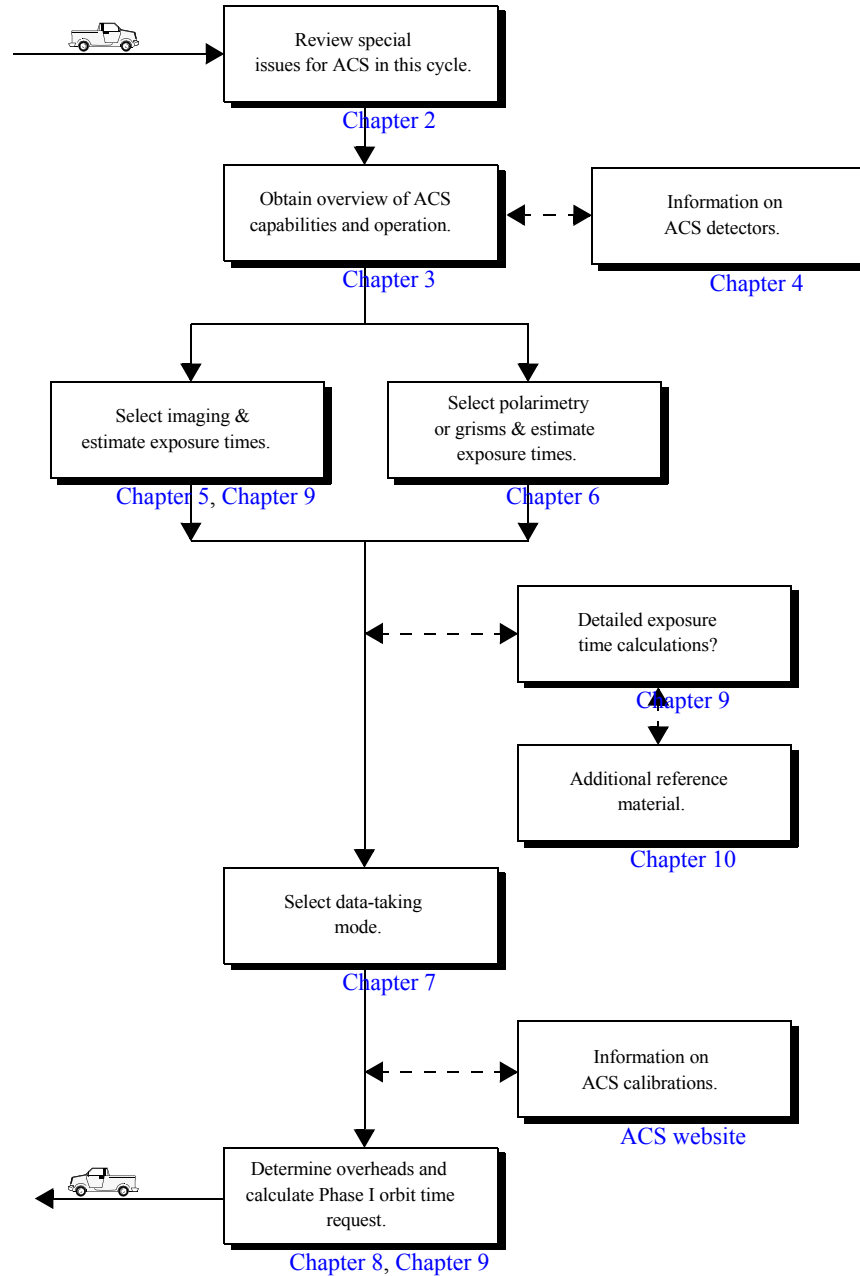 Review special
issues for ACS in this cycle.
Chapter 2
Obtain overview of ACS
capabilities and operation.
Chapter 3
Information on
ACS detectors.
Chapter 4
Select imaging &
estimate exposure times.
Chapter 5, Chapter 9
Select polarimetry
or grisms & estimate
exposure times.
Chapter 6
Detailed exposure
time calculations?
Chapter 9
Additional reference
material.
Chapter 10
Select data-taking
mode.
Chapter 7
Information on
ACS calibrations.
ACS website
Determine overheads and
calculate Phase I orbit time
request.
Chapter 8, Chapter 9